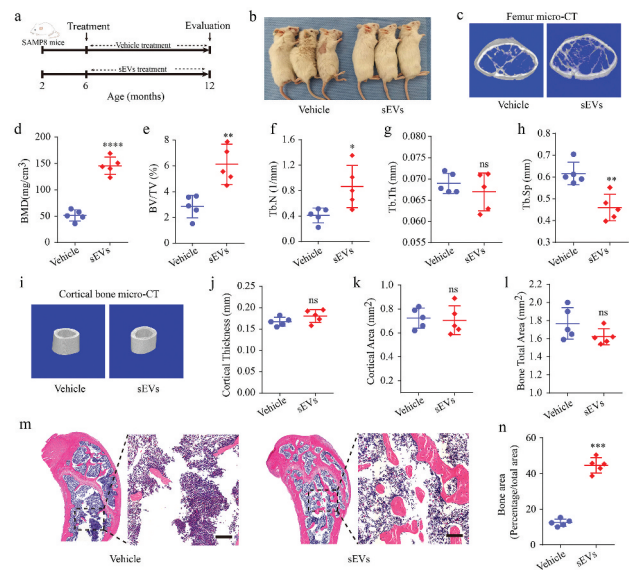 a
Treatment
Evaluation
SAMP8 mice
Vehicle treatment
sEVs treatment
2
6
12
Age (months)
b
Vehicle
sEVs
c
Femur micro-CT
Vehicle
sEVs
d
BMD(mg/cm³)
200
150
100
50
0
****
Vehicle
sEVs
e
BV/TV (%)
8
6
4
2
0
**
Vehicle
sEVs
f
Tb.N (1/mm)
1.6
1.2
0.8
0.4
0.0
*
Vehicle
sEVs
g
Tb.Th (mm)
0.080
0.075
0.070
0.065
0.060
0.055
ns
Vehicle
sEVs
h
Tb.Sp (mm)
0.8
0.7
0.6
0.5
0.4
0.3
**
Vehicle
sEVs
i
Cortical bone micro-CT
Vehicle
sEVs
j
Cortical Thickness (mm)
0.25
0.20
0.15
0.10
0.05
0.00
ns
Vehicle
sEVs
k
Cortical Area (mm²)
1.0
0.8
0.6
0.4
0.2
0.0
ns
Vehicle
sEVs
l
Bone Total Area (mm²)
2.2
2.0
1.8
1.6
1.4
1.2
ns
Vehicle
sEVs
m
Vehicle
sEVs
n
Bone area
(Percentage/total area)
60
40
20
0
***
Vehicle
sEVs